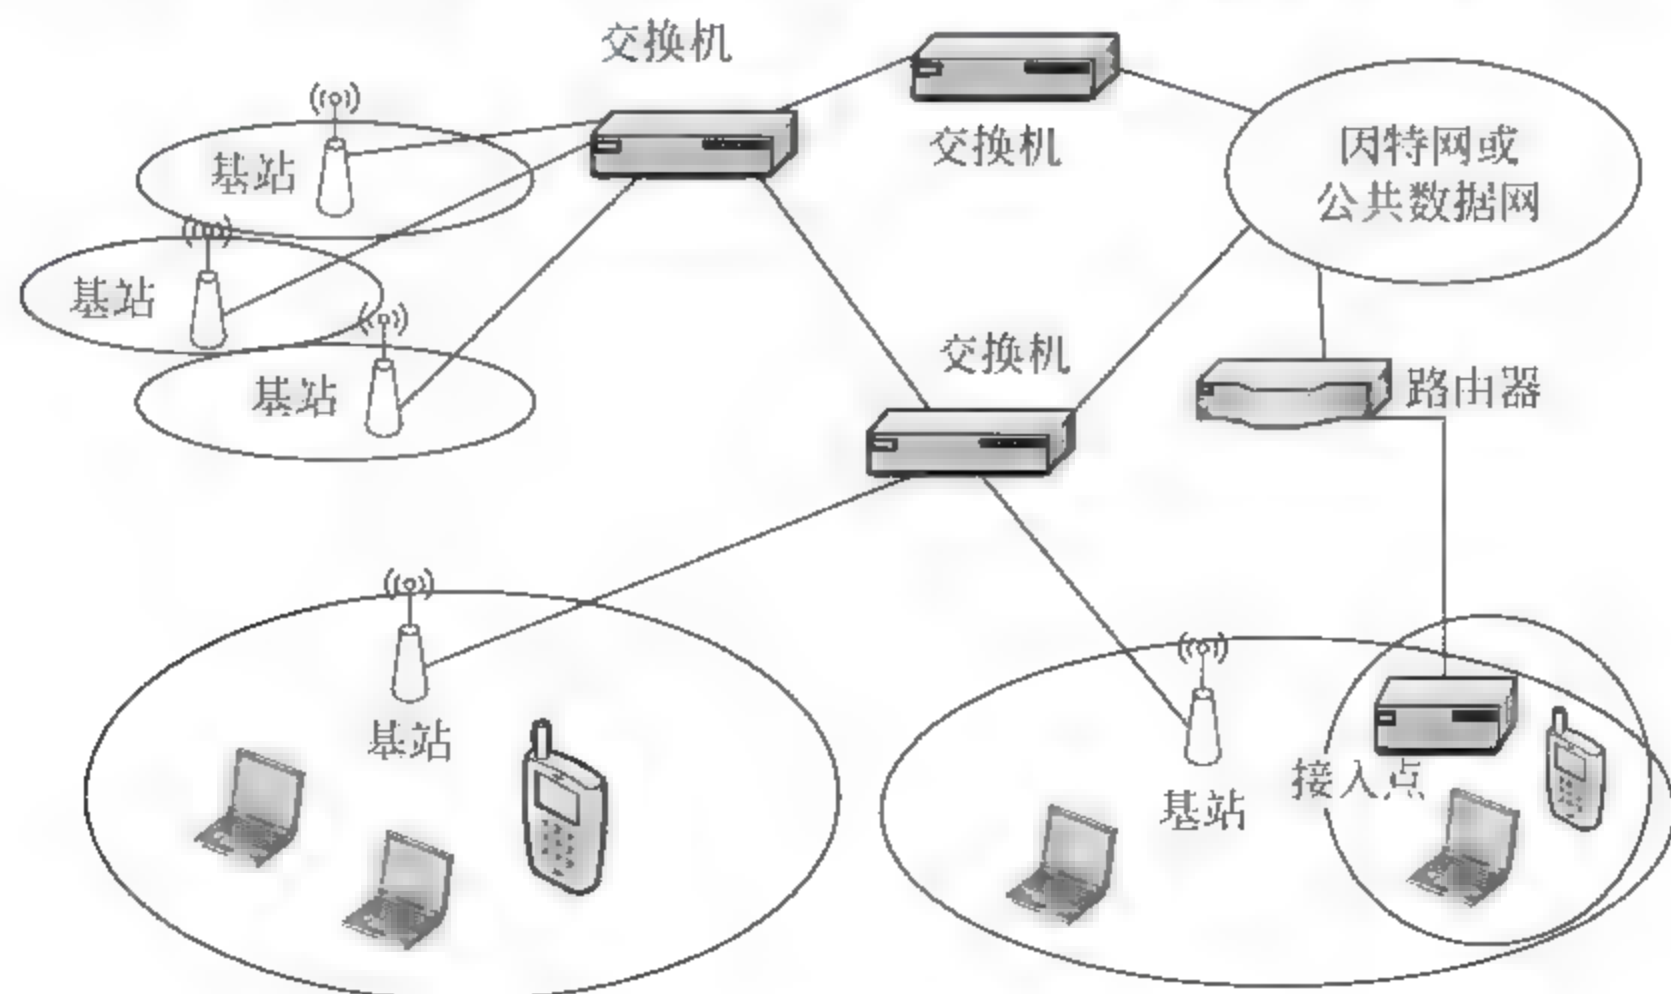 交换机
交换机
因特网或
公共数据网
基站
基站
基站
交换机
路由器
基站
基站
接入点